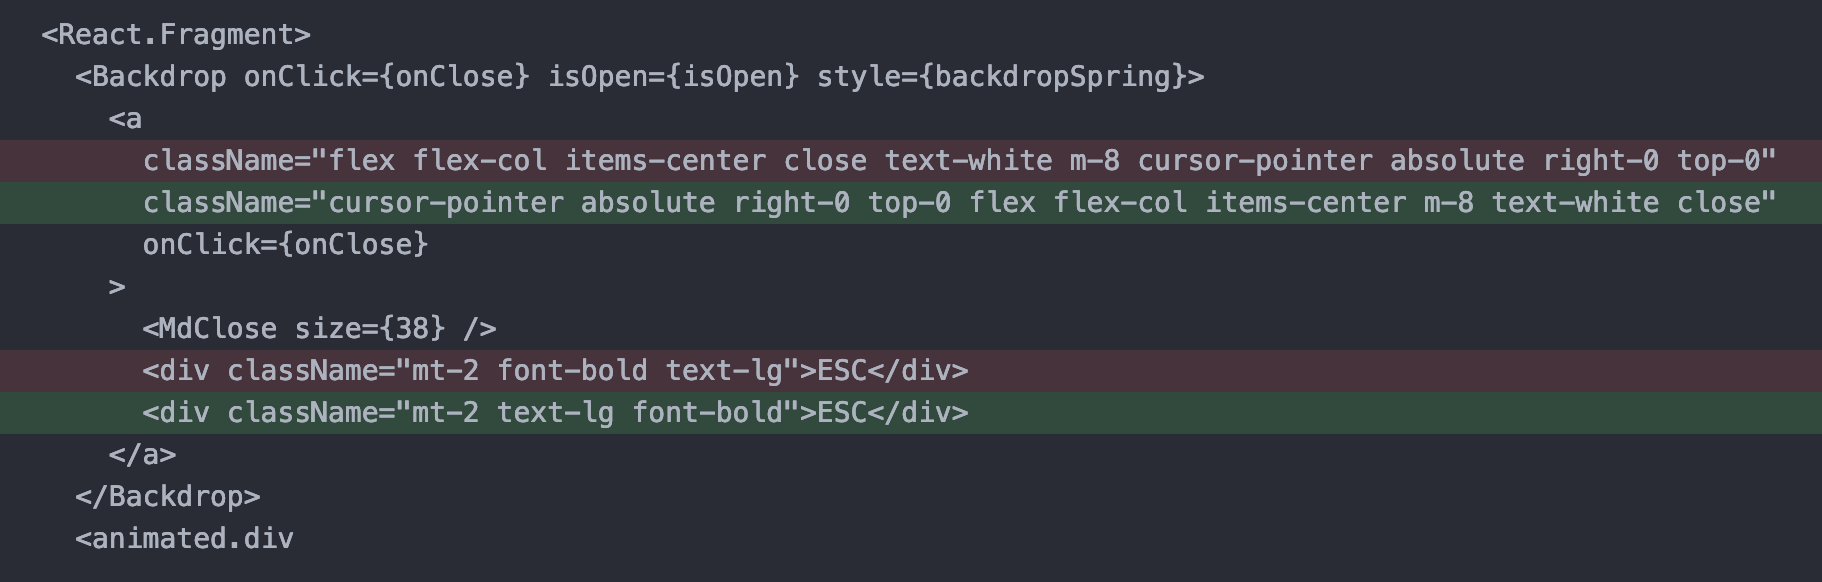 <React.Fragment>
<Backdrop onClick={onClose} isOpen={isOpen} style={backdropSpring}>
<a
className="flex flex-col items-center close text-white m-8 cursor-pointer absolute right-0 top-0"
className="cursor-pointer absolute right-0 top-0 flex flex-col items-center m-8 text-white close"
onClick={onClose}
>
<MdClose size={38} />
<div className="mt-2 font-bold text-lg">ESC</div>
<div className="mt-2 text-lg font-bold">ESC</div>
</a>
</Backdrop>
<animated.div